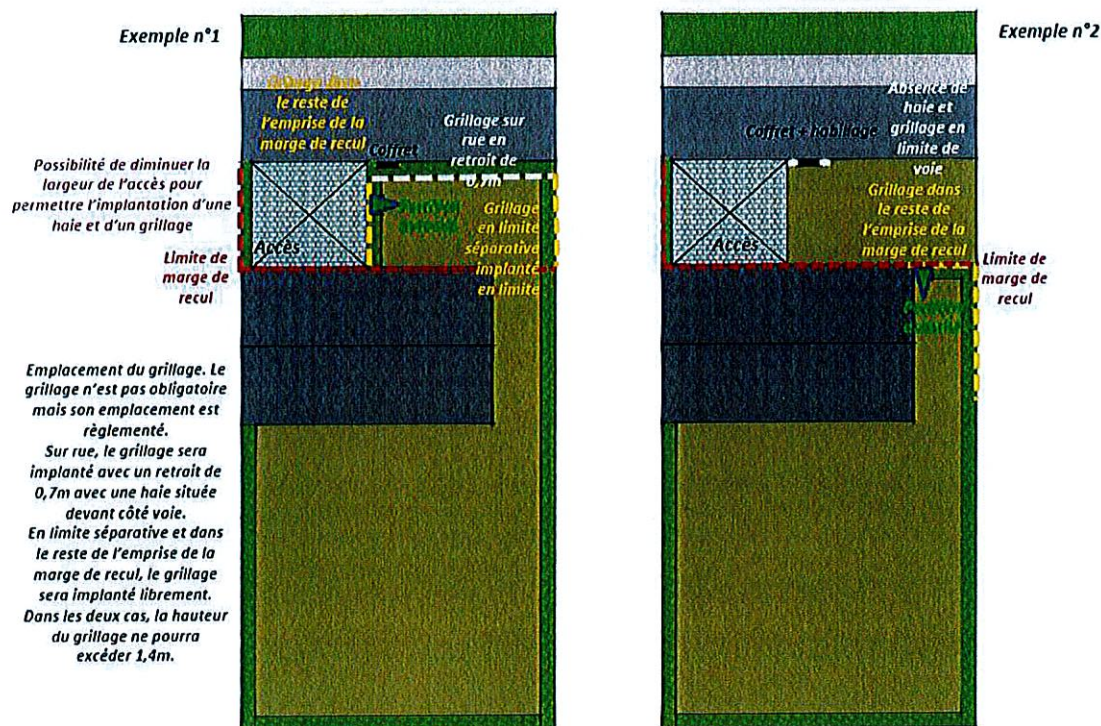 Exemple n°1
le reste de
l'emprise de la
marge de recul
Coffret
Grillage sur
rue en
retrait de
0,7m
Possibilité de diminuer la
largeur de l'accès pour
permettre l'implantation d'une
haie et d'un grillage
Accès
Grillage
en limite
séparative
implanté
en limite
Limite de
marge de
recul
Emplacement du grillage. Le
grillage n'est pas obligatoire
mais son emplacement est
règlementé.
Sur rue, le grillage sera
implanté avec un retrait de
0,7m avec une haie située
devant côté voie.
En limite séparative et dans
le reste de l'emprise de la
marge de recul, le grillage
sera implanté librement.
Dans les deux cas, la hauteur
du grillage ne pourra
excéder 1,4m.
Exemple n°2
Absence de
haie et
grillage en
limite de
voie
Coffret + habillage
Grillage dans
le reste de
l'emprise de la
marge de recul
Accès
Limite de
marge de
recul